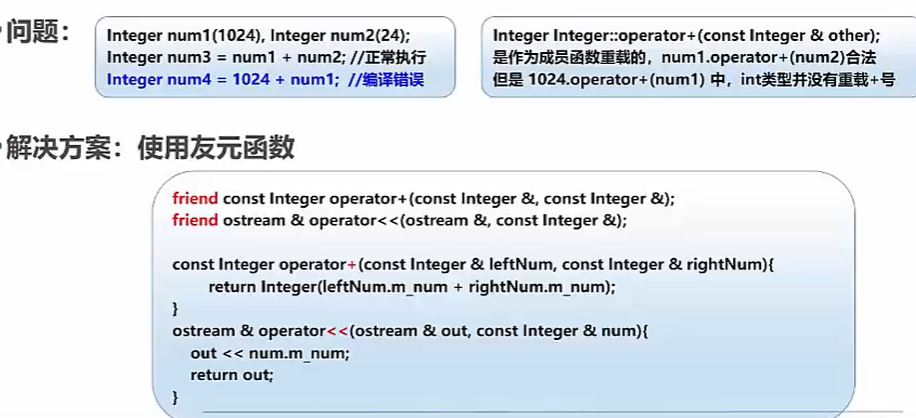 问题：
Integer num1(1024), Integer num2(24);
Integer num3 = num1 + num2; //正常执行
Integer num4 = 1024 + num1; //编译错误
Integer Integer::operator+(const Integer & other);
是作为成员函数重载的，num1.operator+(num2)合法
但是 1024.operator+(num1) 中，int类型并没有重载+号
解决方案：使用友元函数
friend const Integer operator+(const Integer &, const Integer &);
friend ostream & operator<<(ostream &, const Integer &);
const Integer operator+(const Integer & leftNum, const Integer & rightNum){
return Integer(leftNum.m_num + rightNum.m_num);
}
ostream & operator<<(ostream & out, const Integer & num){
out << num.m_num;
return out;
}